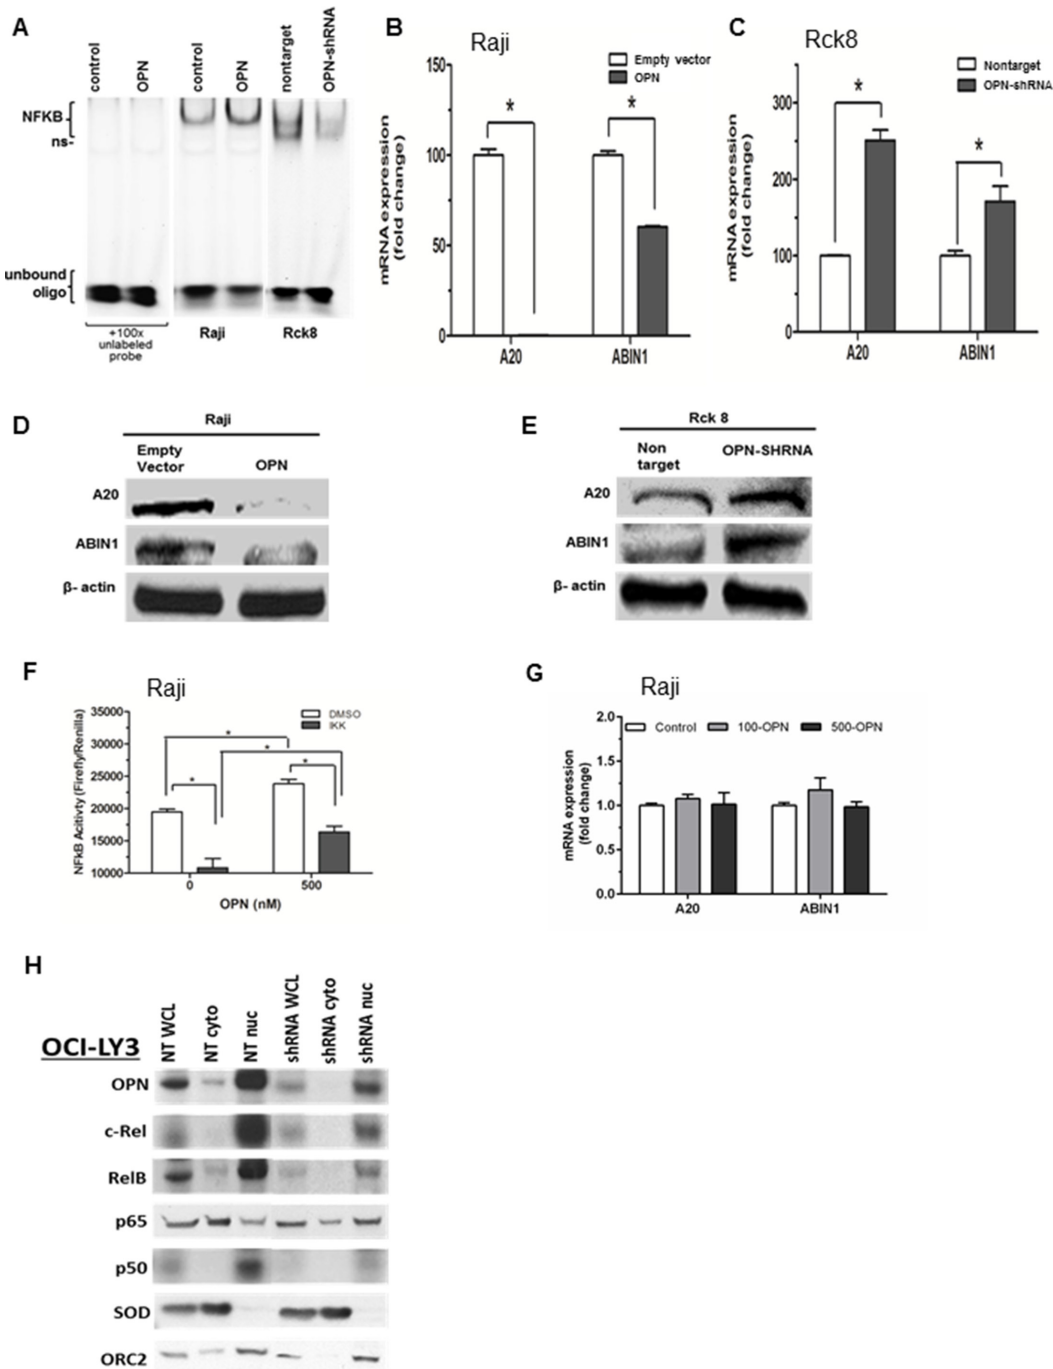 A
control
OPN
control
OPN
nontarget
OPN-shRNA
NFKB
ns-
unbound
oligo
+100x
unlabeled
probe
Raji
Rck8
B
Raji
Empty vector
OPN
mRNA expression
(fold change)
150
100
50
0
*
*
A20
ABIN1
C
Rck8
Nontarget
OPN-shRNA
mRNA expression
(fold change)
300
200
100
0
*
*
A20
ABIN1
D
Raji
Empty
Vector
OPN
A20
ABIN1
β- actin
E
Rck 8
Non
target
OPN-SHRNA
A20
ABIN1
β- actin
F
Raji
DMSO
IKK
NFkB Acitivty (Firefly/Renilla)
35000
30000
25000
20000
15000
10000
*
*
*
*
0
500
OPN (nM)
G
Raji
Control
100-OPN
500-OPN
mRNA expression
(fold change)
2.0
1.5
1.0
0.5
0.0
A20
ABIN1
H
OCI-LY3
NT WCL
NT cyto
NT nuc
shRNA WCL
shRNA cyto
shRNA nuc
OPN
c-Rel
RelB
p65
p50
SOD
ORC2